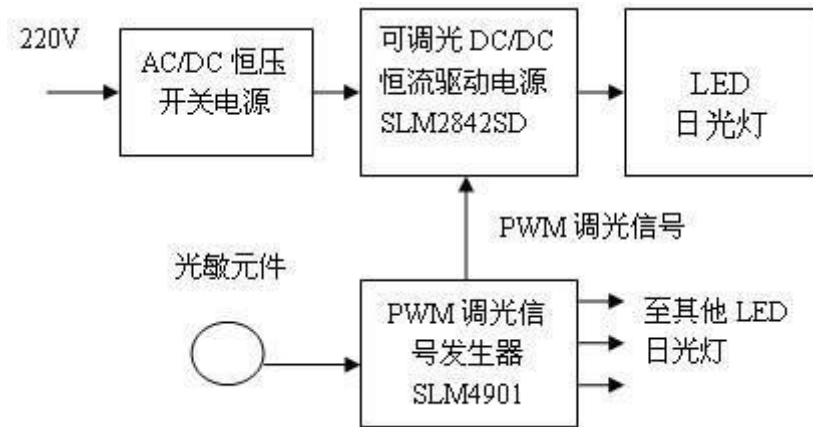 220V
AC/DC 恒压
开关电源
可调光 DC/DC
恒流驱动电源
SLM2842SD
LED
日光灯
PWM 调光信号
光敏元件
PWM 调光信
号发生器
SLM4901
至其他 LED
日光灯